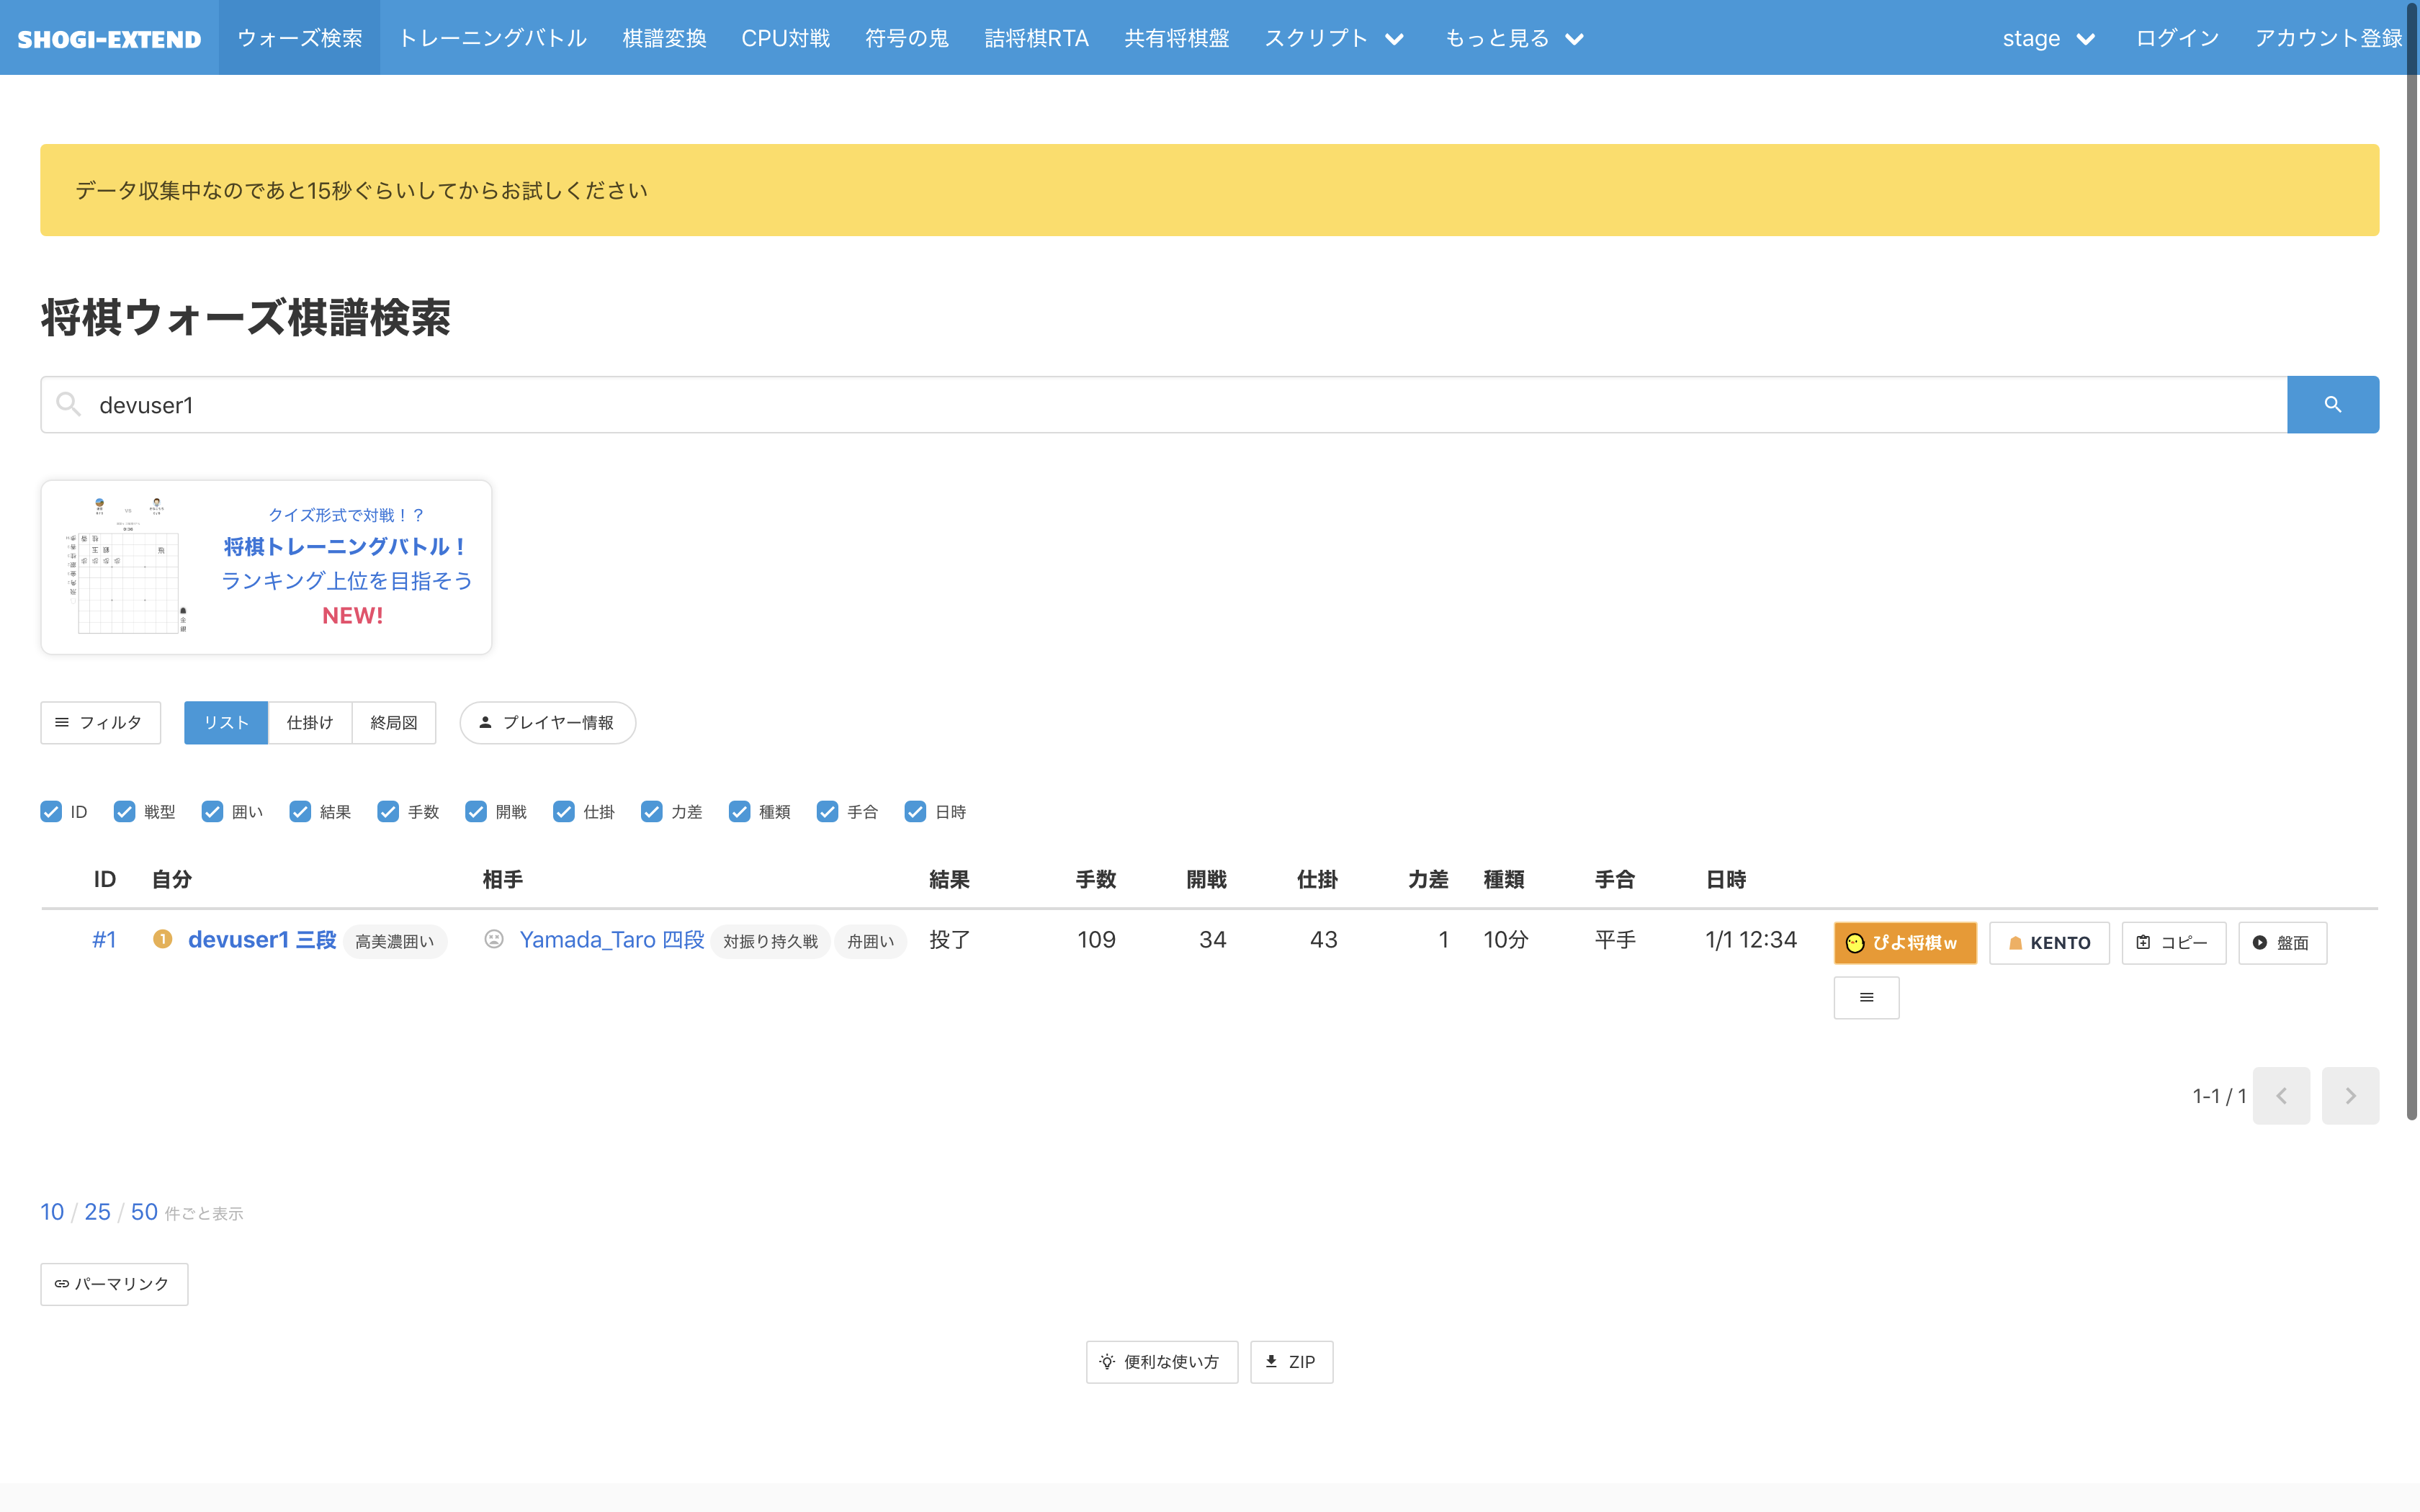 SHOGI-EXTEND ウォーズ検索 トレーニングバトル 棋譜変換 CPU対戦 符号の鬼 詰将棋RTA 共有将棋盤 スクリプト もっと見る stage ログイン アカウント登録
データ収集中なのであと15秒ぐらいしてからお試しください
将棋ウォーズ棋譜検索
devuser1
クイズ形式で対戦！？
将棋トレーニングバトル！
ランキング上位を目指そう
NEW!
フィルタ リスト 仕掛け 終局図 プレイヤー情報
ID 戦型 囲い 結果 手数 開戦 仕掛 力差 種類 手合 日時
ID 自分 相手 結果 手数 開戦 仕掛 力差 種類 手合 日時
#1 1 devuser1 三段 高美濃囲い Yamada_Taro 四段 対振り持久戦 舟囲い 投了 109 34 43 1 10分 平手 1/1 12:34 ぴよ将棋w KENTO コピー 盤面
1-1 / 1
10 / 25 / 50 件ごと表示
パーマリンク
便利な使い方 ZIP